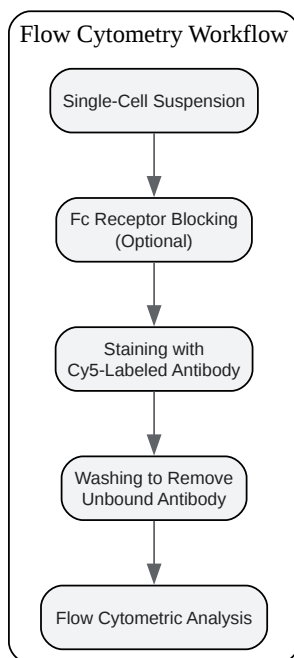 Flow Cytometry Workflow
Single-Cell Suspension
Fc Receptor Blocking
(Optional)
Staining with
Cy5-Labeled Antibody
Washing to Remove
Unbound Antibody
Flow Cytometric Analysis